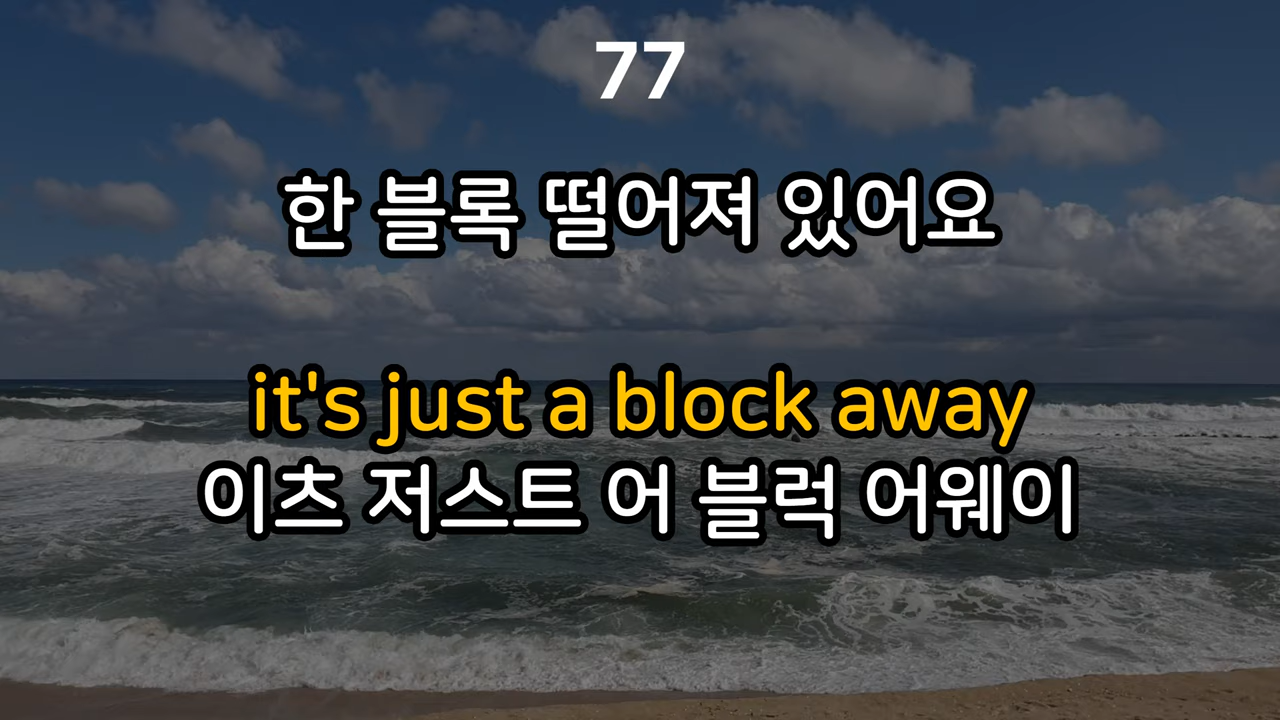 77
한 블록 떨어져 있어요
it's just a block away
이츠 저스트 어 블럭 어웨이